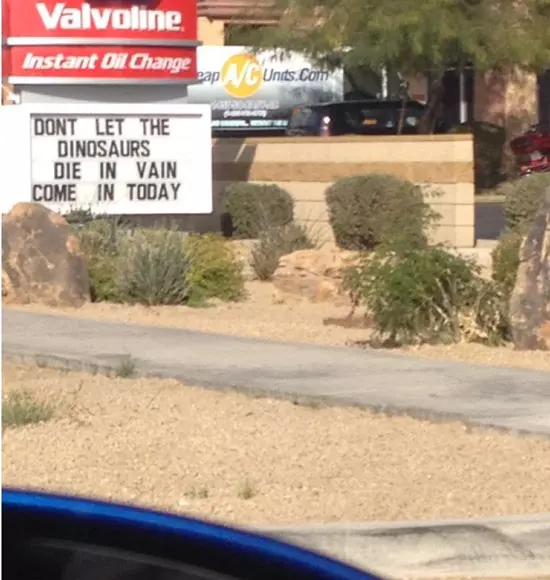 Valvoline
Instant Oil Change
eap A/C Units.Com
DONT LET THE
DINOSAURS
DIE IN VAIN
COME IN TODAY